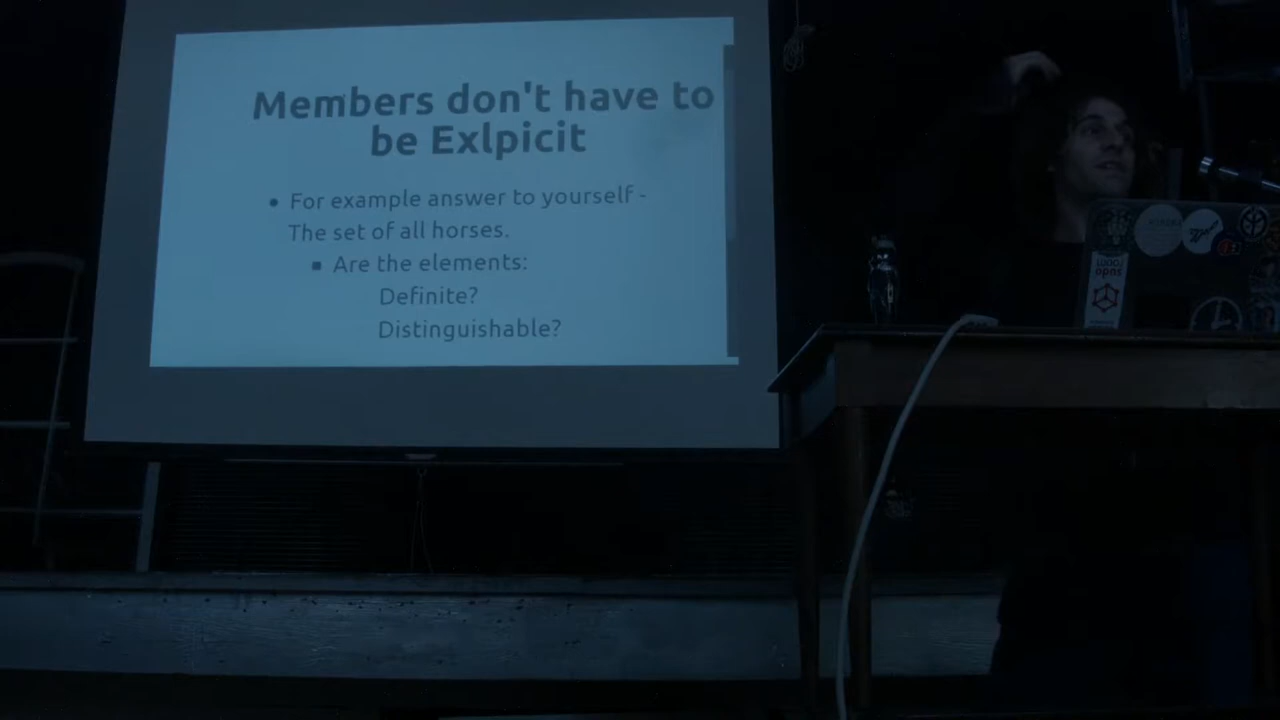 Members don't have to
be Exlpicit
• For example answer to yourself -
The set of all horses.
▪ Are the elements:
Definite?
Distinguishable?